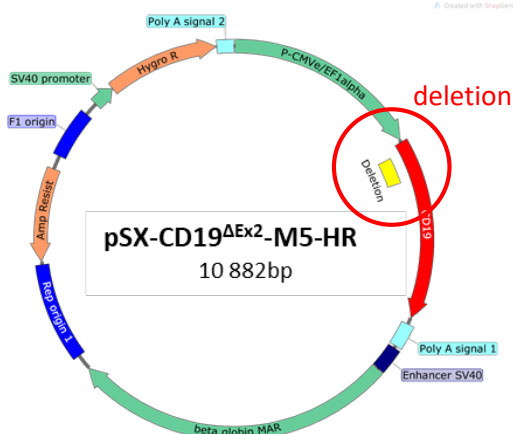 Created with SnapGen
Poly A signal 2
Hygro R
P-CMVe/EF1alpha
SV40 promoter
deletion
F1 origin
Deletion
Amp Resist
pSX-CD19ΔEx2-M5-HR
10 882bp
CD19
Rep origin 1
Poly A signal 1
Enhancer SV40
beta globin MAR